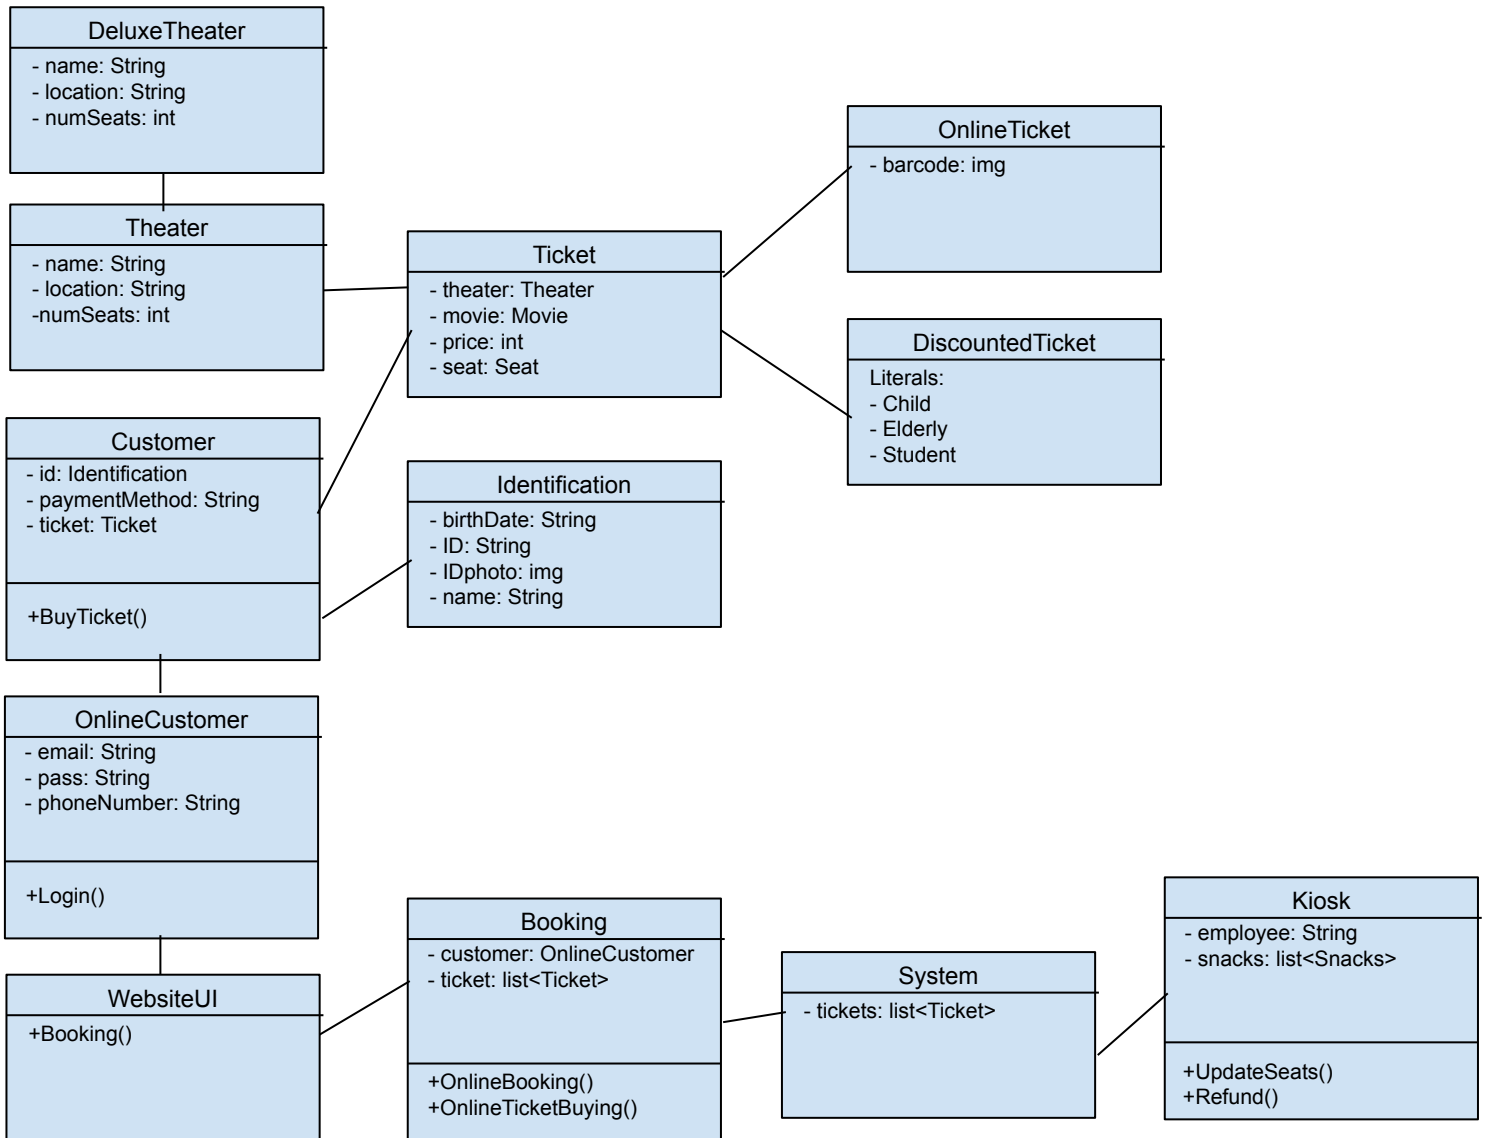 DeluxeTheater
- name: String
- location: String
- numSeats: int
Theater
- name: String
- location: String
-numSeats: int
Ticket
- theater: Theater
- movie: Movie
- price: int
- seat: Seat
OnlineTicket
- barcode: img
DiscountedTicket
Literals:
- Child
- Elderly
- Student
Customer
- id: Identification
- paymentMethod: String
- ticket: Ticket
+BuyTicket()
Identification
- birthDate: String
- ID: String
- IDphoto: img
- name: String
OnlineCustomer
- email: String
- pass: String
- phoneNumber: String
+Login()
WebsiteUI
+Booking()
Booking
- customer: OnlineCustomer
- ticket: list<Ticket>
+OnlineBooking()
+OnlineTicketBuying()
System
- tickets: list<Ticket>
Kiosk
- employee: String
- snacks: list<Snacks>
+UpdateSeats()
+Refund()